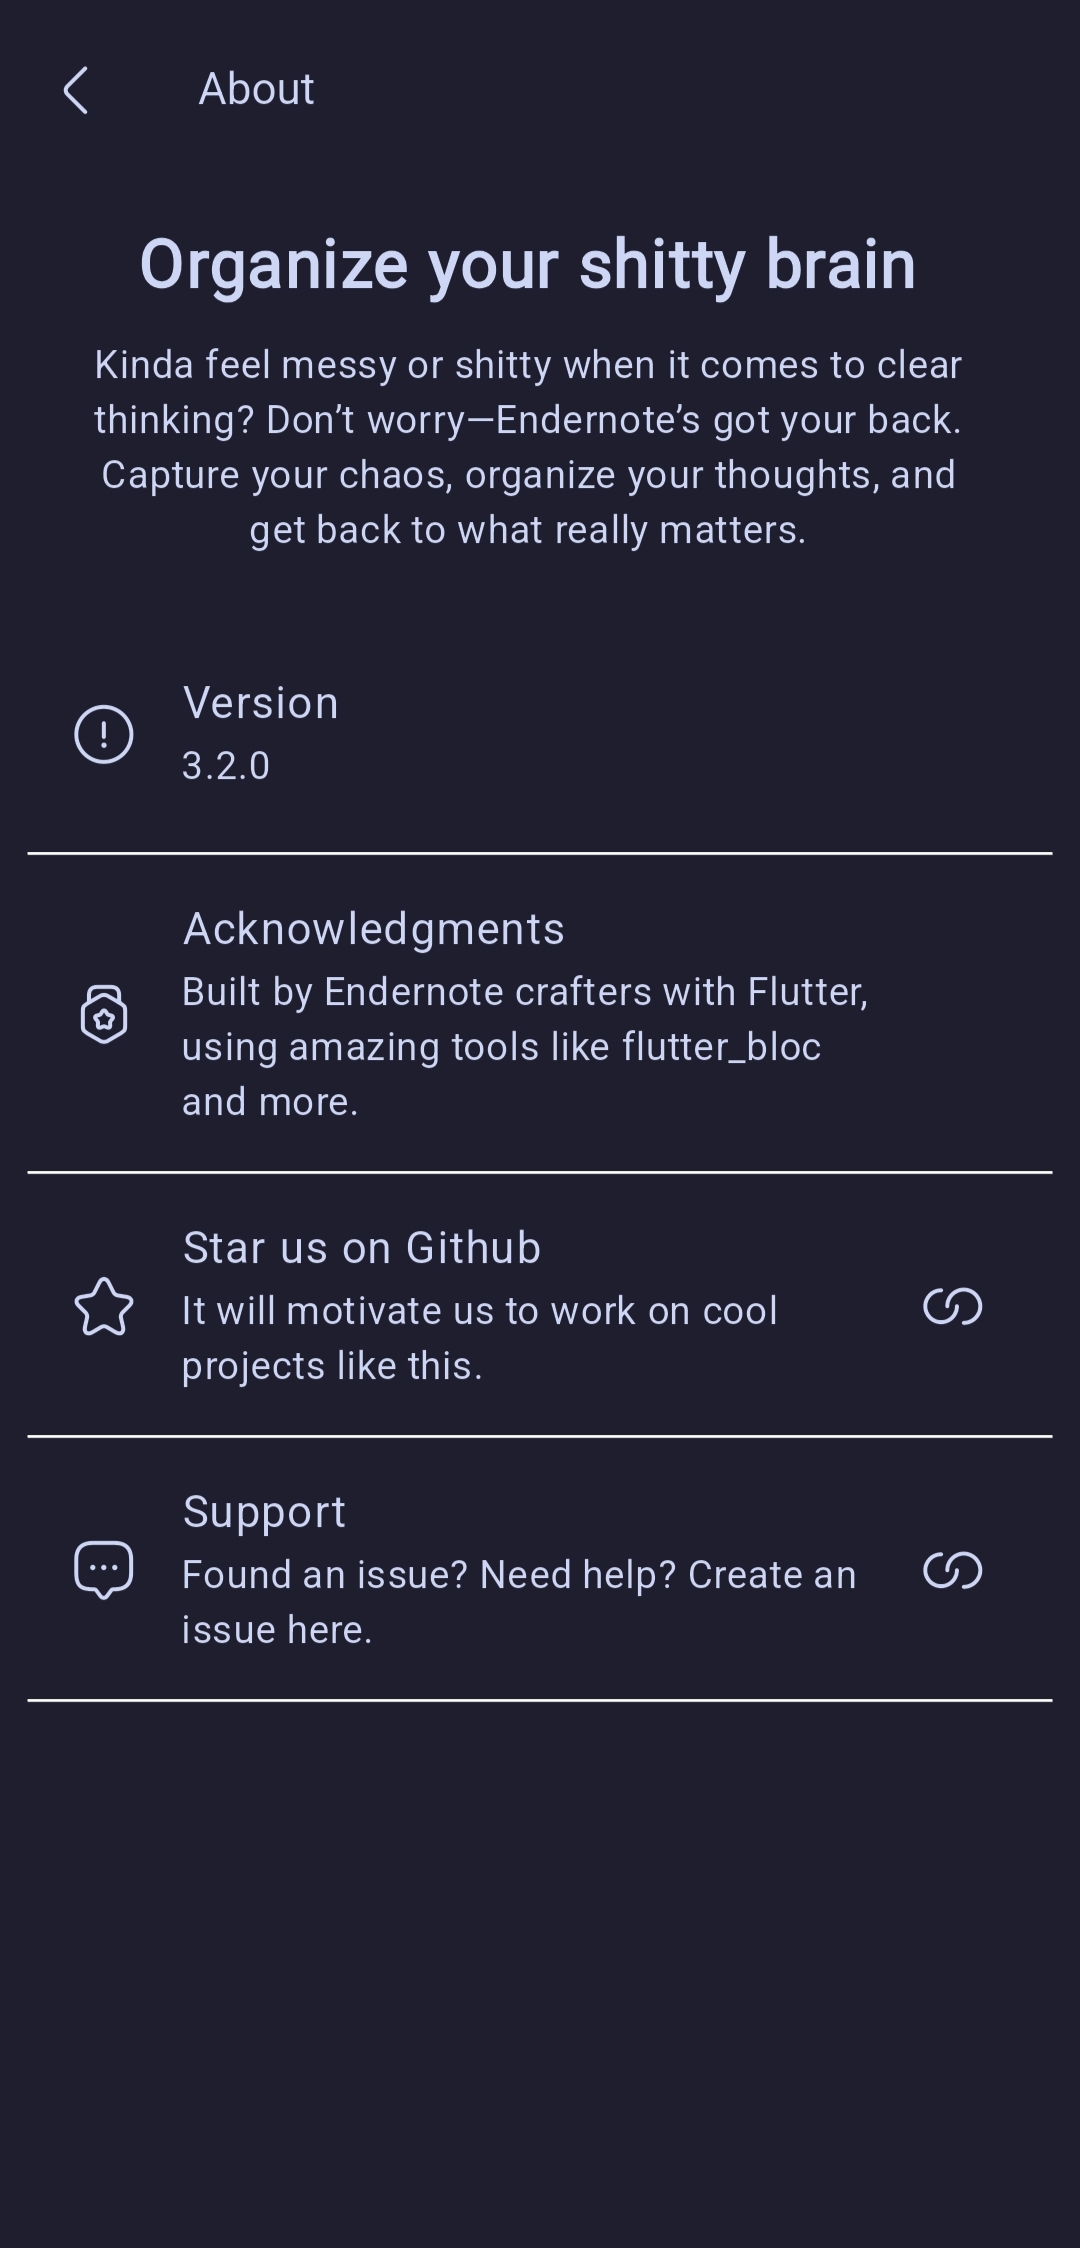 About
Organize your shitty brain
Kinda feel messy or shitty when it comes to clear
thinking? Don’t worry—Endernote’s got your back.
Capture your chaos, organize your thoughts, and
get back to what really matters.
Version
3.2.0
Acknowledgments
Built by Endernote crafters with Flutter,
using amazing tools like flutter_bloc
and more.
Star us on Github
It will motivate us to work on cool
projects like this.
Support
Found an issue? Need help? Create an
issue here.